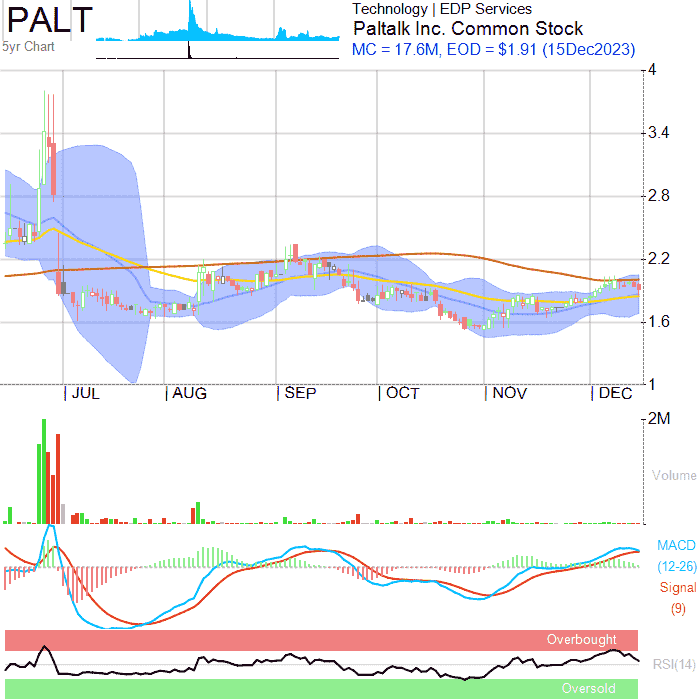 PALT
5yr Chart
Technology | EDP Services
Paltalk Inc. Common Stock
MC = 17.6M, EOD = $1.91 (15Dec2023)
4
3.4
2.8
2.2
1.6
1
JUL
AUG
SEP
OCT
NOV
DEC
2M
Volume
MACD
(12-26)
Signal
(9)
Overbought
RSI(14)
Oversold